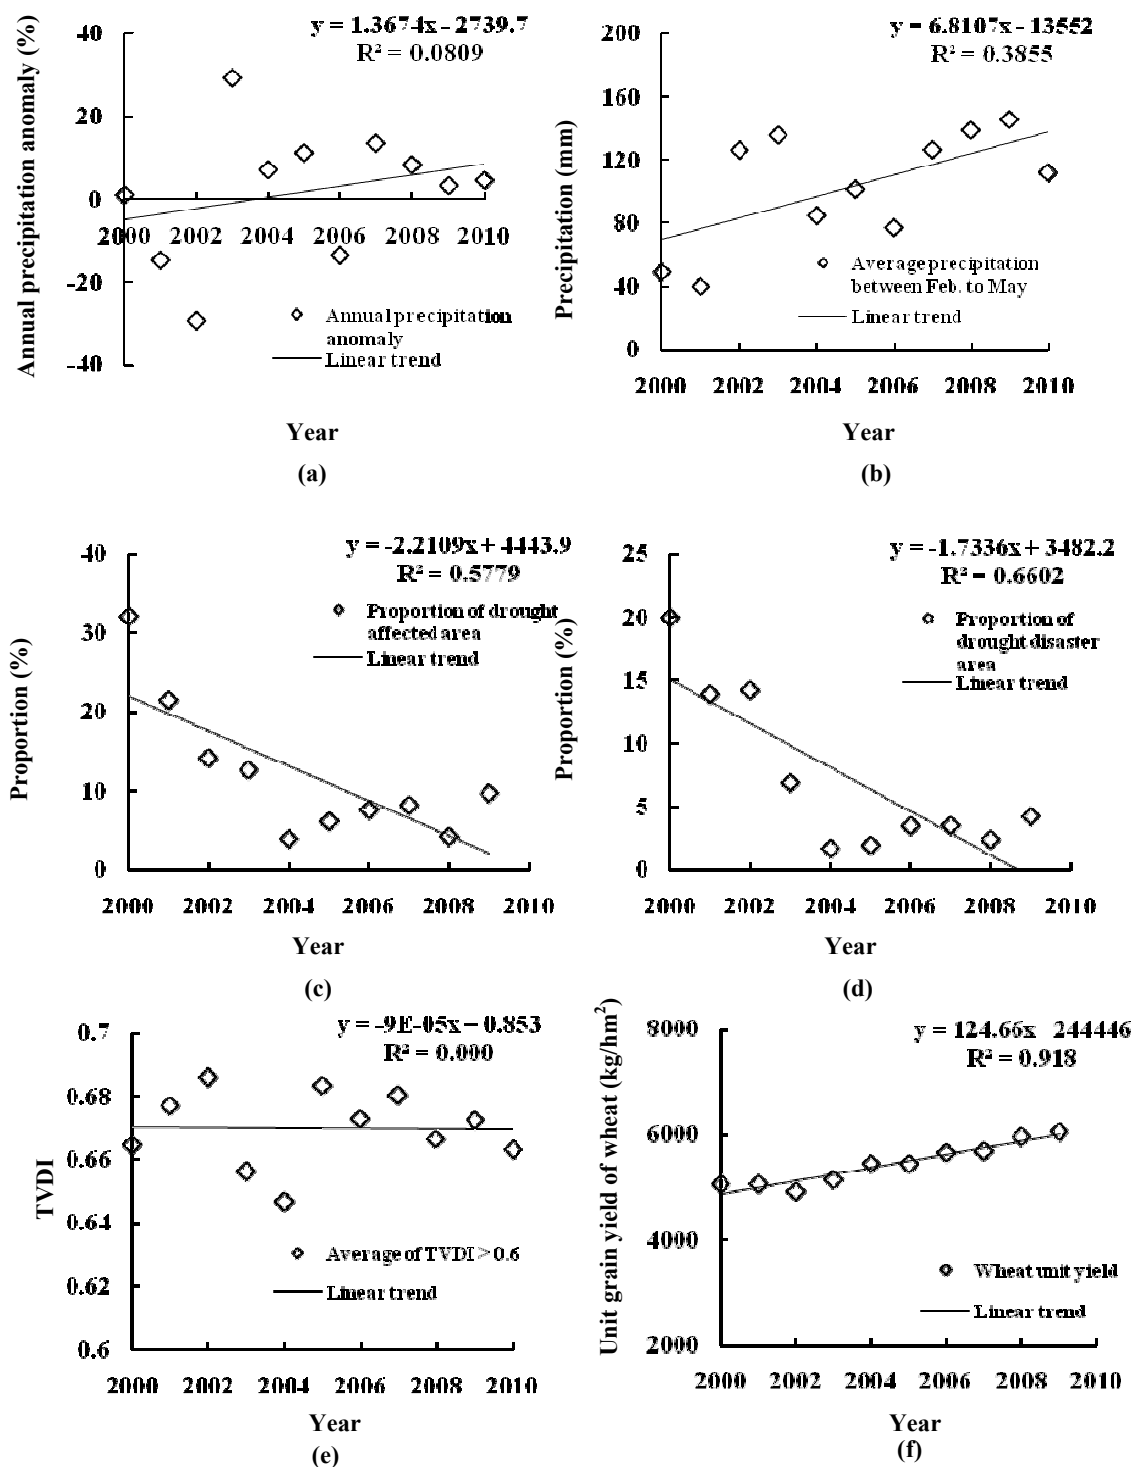 y = 1.3674x - 2739.7
R² = 0.0809
Annual precipitation anomaly (%)
40
20
0
-20
-40
2000 2002 2004 2006 2008 2010
Annual precipitation
anomaly
Linear trend
Year
(a)
y = 6.8107x - 13552
R² = 0.3855
Precipitation (mm)
200
160
120
80
40
0
Average precipitation
between Feb. to May
Linear trend
2000 2002 2004 2006 2008 2010
Year
(b)
y = -2.2109x + 4443.9
R² = 0.5779
Proportion (%)
40
30
20
10
0
Proportion of drought
affected area
Linear trend
2000 2002 2004 2006 2008 2010
Year
(c)
y = -1.7336x + 3482.2
R² = 0.6602
Proportion (%)
25
20
15
10
5
0
Proportion of
drought disaster
area
Linear trend
2000 2002 2004 2006 2008 2010
Year
(d)
y = -9E-05x + 0.853
R² = 0.000
TVDI
0.7
0.68
0.66
0.64
0.62
0.6
Average of TVDI > 0.6
Linear trend
2000 2002 2004 2006 2008 2010
Year
(e)
y = 124.66x 244446
R² = 0.918
Unit grain yield of wheat (kg/hm²)
8000
6000
4000
2000
Wheat unit yield
Linear trend
2000 2002 2004 2006 2008 2010
Year
(f)